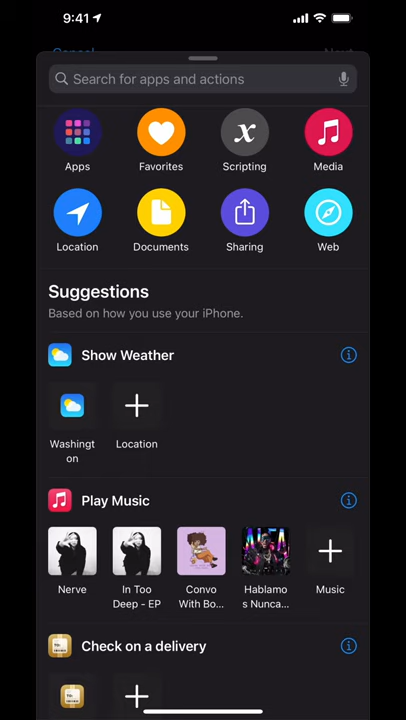 9:41
Cancel
Next
Search for apps and actions
Apps
Favorites
Scripting
Media
Location
Documents
Sharing
Web
Suggestions
Based on how you use your iPhone.
Show Weather
Washingt
on
Location
Play Music
Nerve
In Too
Deep - EP
Convo
With Bo...
Hablamo
s Nunca...
Music
Check on a delivery